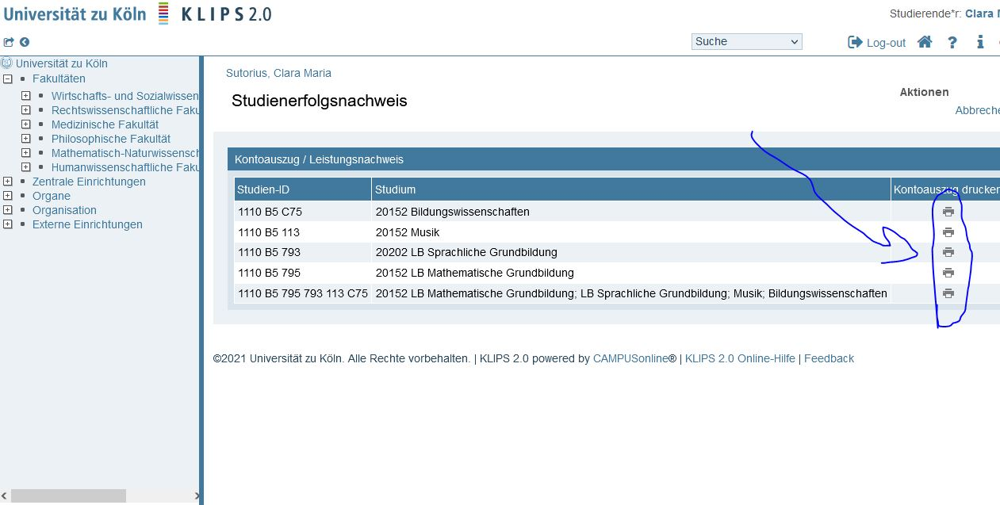 Universität zu Köln KLIPS 2.0
Studierende*r: Clara
Suche
Log-out
Universität zu Köln
Fakultäten
Wirtschafts- und Sozialwissen
Rechtswissenschaftliche Faku
Medizinische Fakultät
Philosophische Fakultät
Mathematisch-Naturwissensch
Humanwissenschaftliche Faku
Zentrale Einrichtungen
Organe
Organisation
Externe Einrichtungen
Sutorius, Clara Maria
Studienerfolgsnachweis
Aktionen
Abbreche
Kontoauszug / Leistungsnachweis
Studien-ID Studium Kontoauszug drucken
1110 B5 C75 20152 Bildungswissenschaften
1110 B5 113 20152 Musik
1110 B5 793 20202 LB Sprachliche Grundbildung
1110 B5 795 20152 LB Mathematische Grundbildung
1110 B5 795 793 113 C75 20152 LB Mathematische Grundbildung; LB Sprachliche Grundbildung; Musik; Bildungswissenschaften
©2021 Universität zu Köln. Alle Rechte vorbehalten. | KLIPS 2.0 powered by CAMPUSonline® | KLIPS 2.0 Online-Hilfe | Feedback